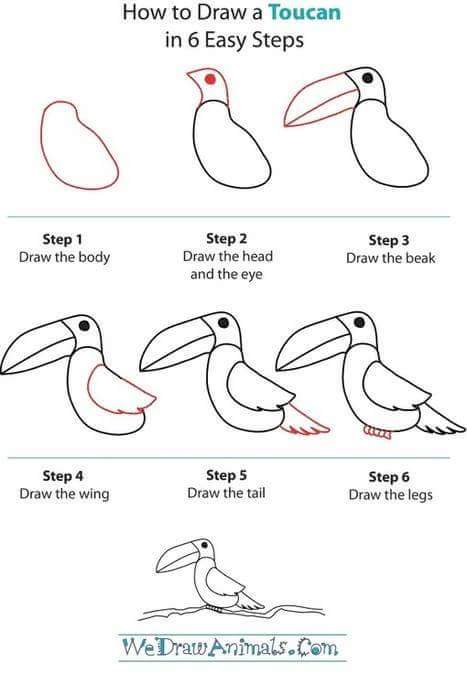 How to Draw a Toucan
in 6 Easy Steps
Step 1
Draw the body
Step 2
Draw the head
and the eye
Step 3
Draw the beak
Step 4
Draw the wing
Step 5
Draw the tail
Step 6
Draw the legs
WeDrawAnimals.Com